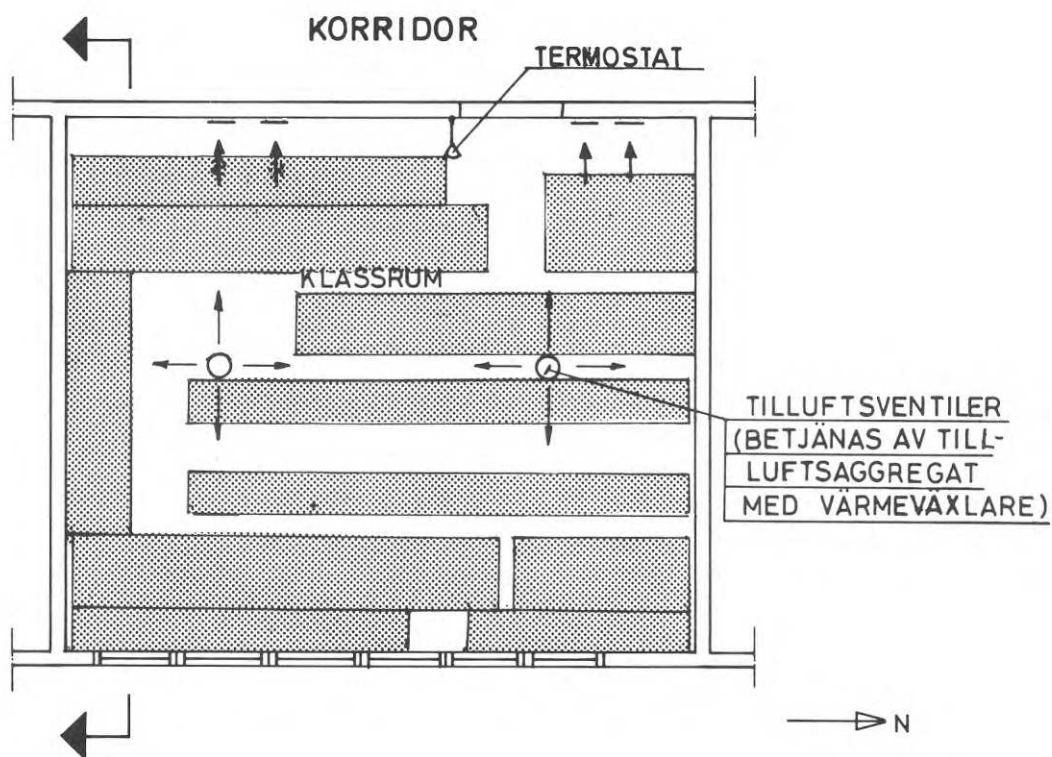 KORRIDOR
TERMOSTAT
KLASSRUM
TILLUFTSVENTILER
(BETJÄNAS AV TILL-
LUFTSAGGREGAT
MED VÄRMEVÄXLARE)
N